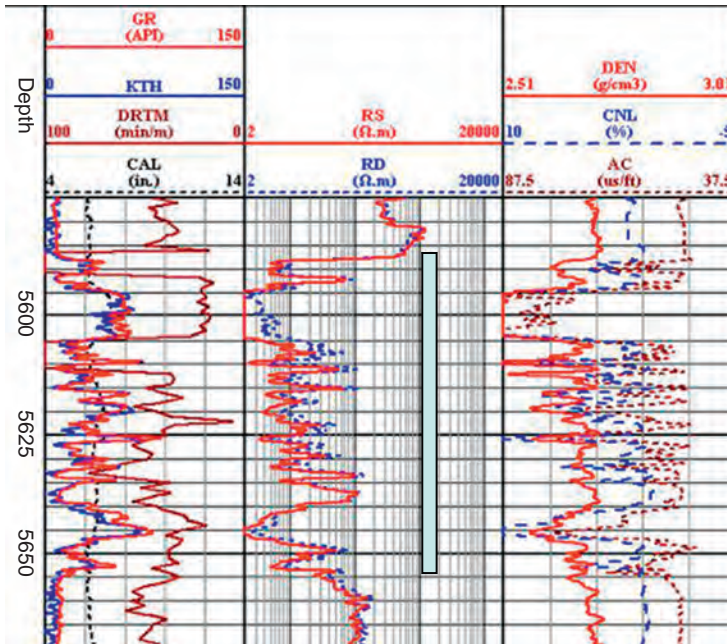 GR
0 (API) 150
0 KTH 150
DRTM
100 (min/m) 0
CAL
4 (in.) 14
RS
2 (Ω.m) 20000
RD
2 (Ω.m) 20000
DEN
2.51 (g/cm3) 3.01
CNL
10 (%)
AC
87.5 (us/ft) 37.5
Depth
5600
5625
5650